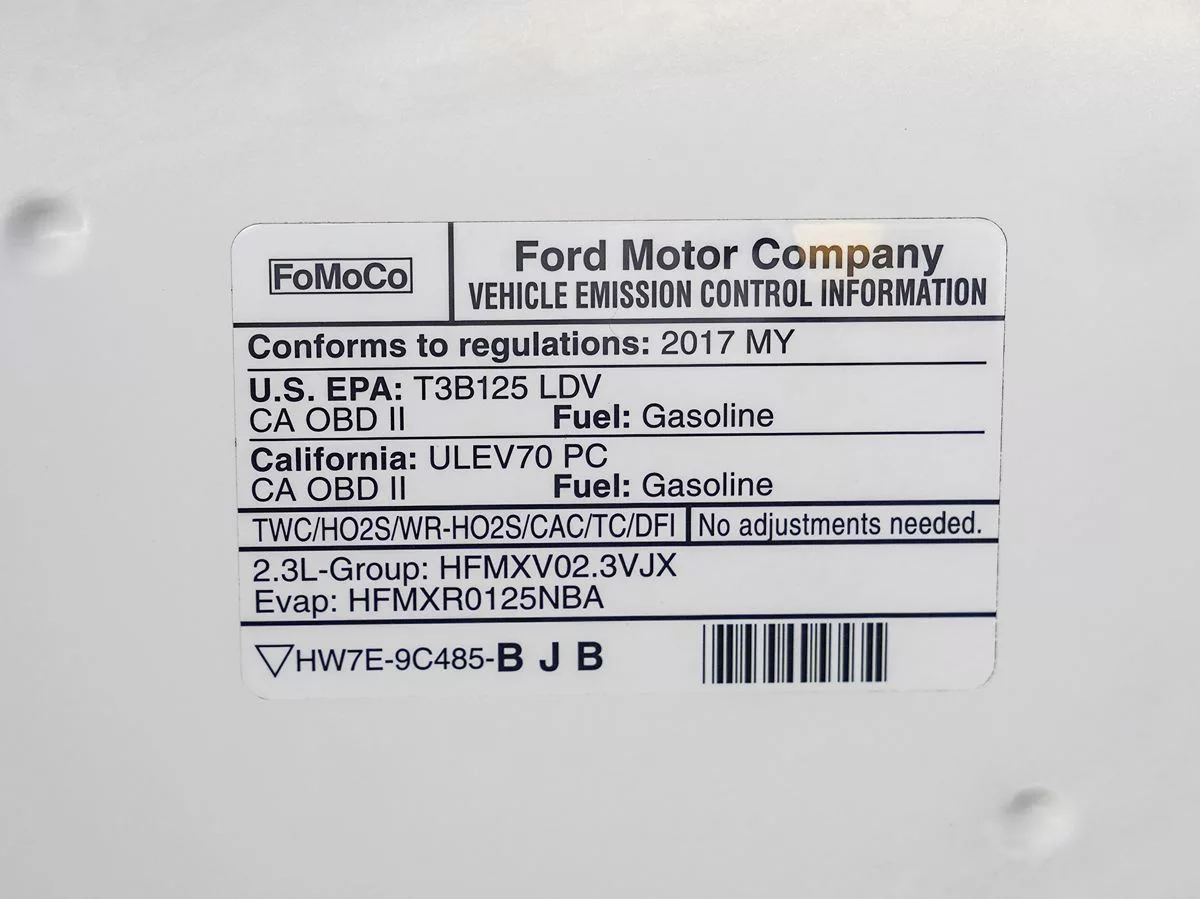 FoMoCo
Ford Motor Company
VEHICLE EMISSION CONTROL INFORMATION
Conforms to regulations: 2017 MY
U.S. EPA: T3B125 LDV
CA OBD II Fuel: Gasoline
California: ULEV70 PC
CA OBD II Fuel: Gasoline
TWC/HO2S/WR-HO2S/CAC/TC/DFI No adjustments needed.
2.3L-Group: HFMXV02.3VJX
Evap: HFMXR0125NBA
HW7E-9C485-B J B